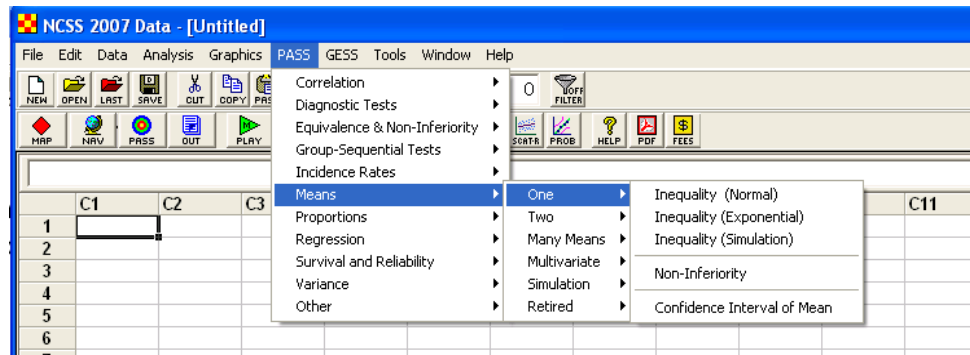 NCSS 2007 Data - [Untitled]
File Edit Data Analysis Graphics PASS GESS Tools Window Help
NEW OPEN LAST SAVE CUT COPY PAS 0 OFF FILTER
MAP NAV PASS OUT PLAY SCAT-R PROB HELP PDF FEES
Correlation
Diagnostic Tests
Equivalence & Non-Inferiority
Group-Sequential Tests
Incidence Rates
Means
Proportions
Regression
Survival and Reliability
Variance
Other
One
Two
Many Means
Multivariate
Simulation
Retired
Inequality (Normal)
Inequality (Exponential)
Inequality (Simulation)
Non-Inferiority
Confidence Interval of Mean
C1 C2 C3 C11
1
2
3
4
5
6